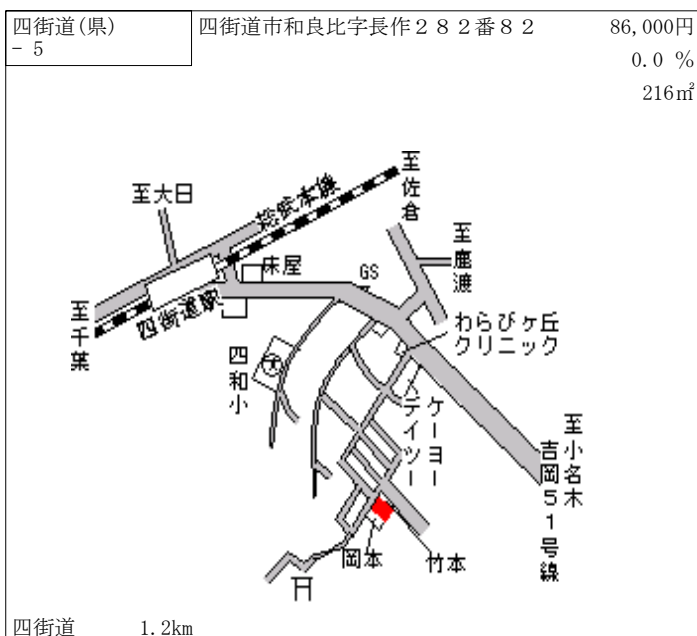 四街道(県)
- 5
四街道市和良比字長作２８２番８２
86,000円
0.0 %
216㎡
至佐倉
至大日
総武本線
至鹿渡
床屋
GS
四街道駅
至千葉
わらびヶ丘
クリニック
四和小
ケーヨー
デイツー
至小名木
吉岡５１号線
岡本
竹本
四街道
1.2km